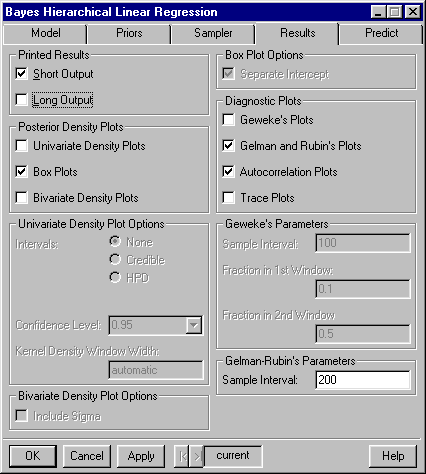 Bayes Hierarchical Linear Regression
Model Priors Sampler Results Predict
Printed Results
Short Output
Long Output
Posterior Density Plots
Univariate Density Plots
Box Plots
Bivariate Density Plots
Univariate Density Plot Options
Intervals: None
Credible
HPD
Confidence Level: 0.95
Kernel Density Window Width:
automatic
Bivariate Density Plot Options
Include Sigma
Box Plot Options
Separate Intercept
Diagnostic Plots
Geweke's Plots
Gelman and Rubin's Plots
Autocorrelation Plots
Trace Plots
Geweke's Parameters
Sample Interval: 100
Fraction in 1st Window:
0.1
Fraction in 2nd Window
0.5
Gelman-Rubin's Parameters
Sample Interval: 200
OK Cancel Apply current Help